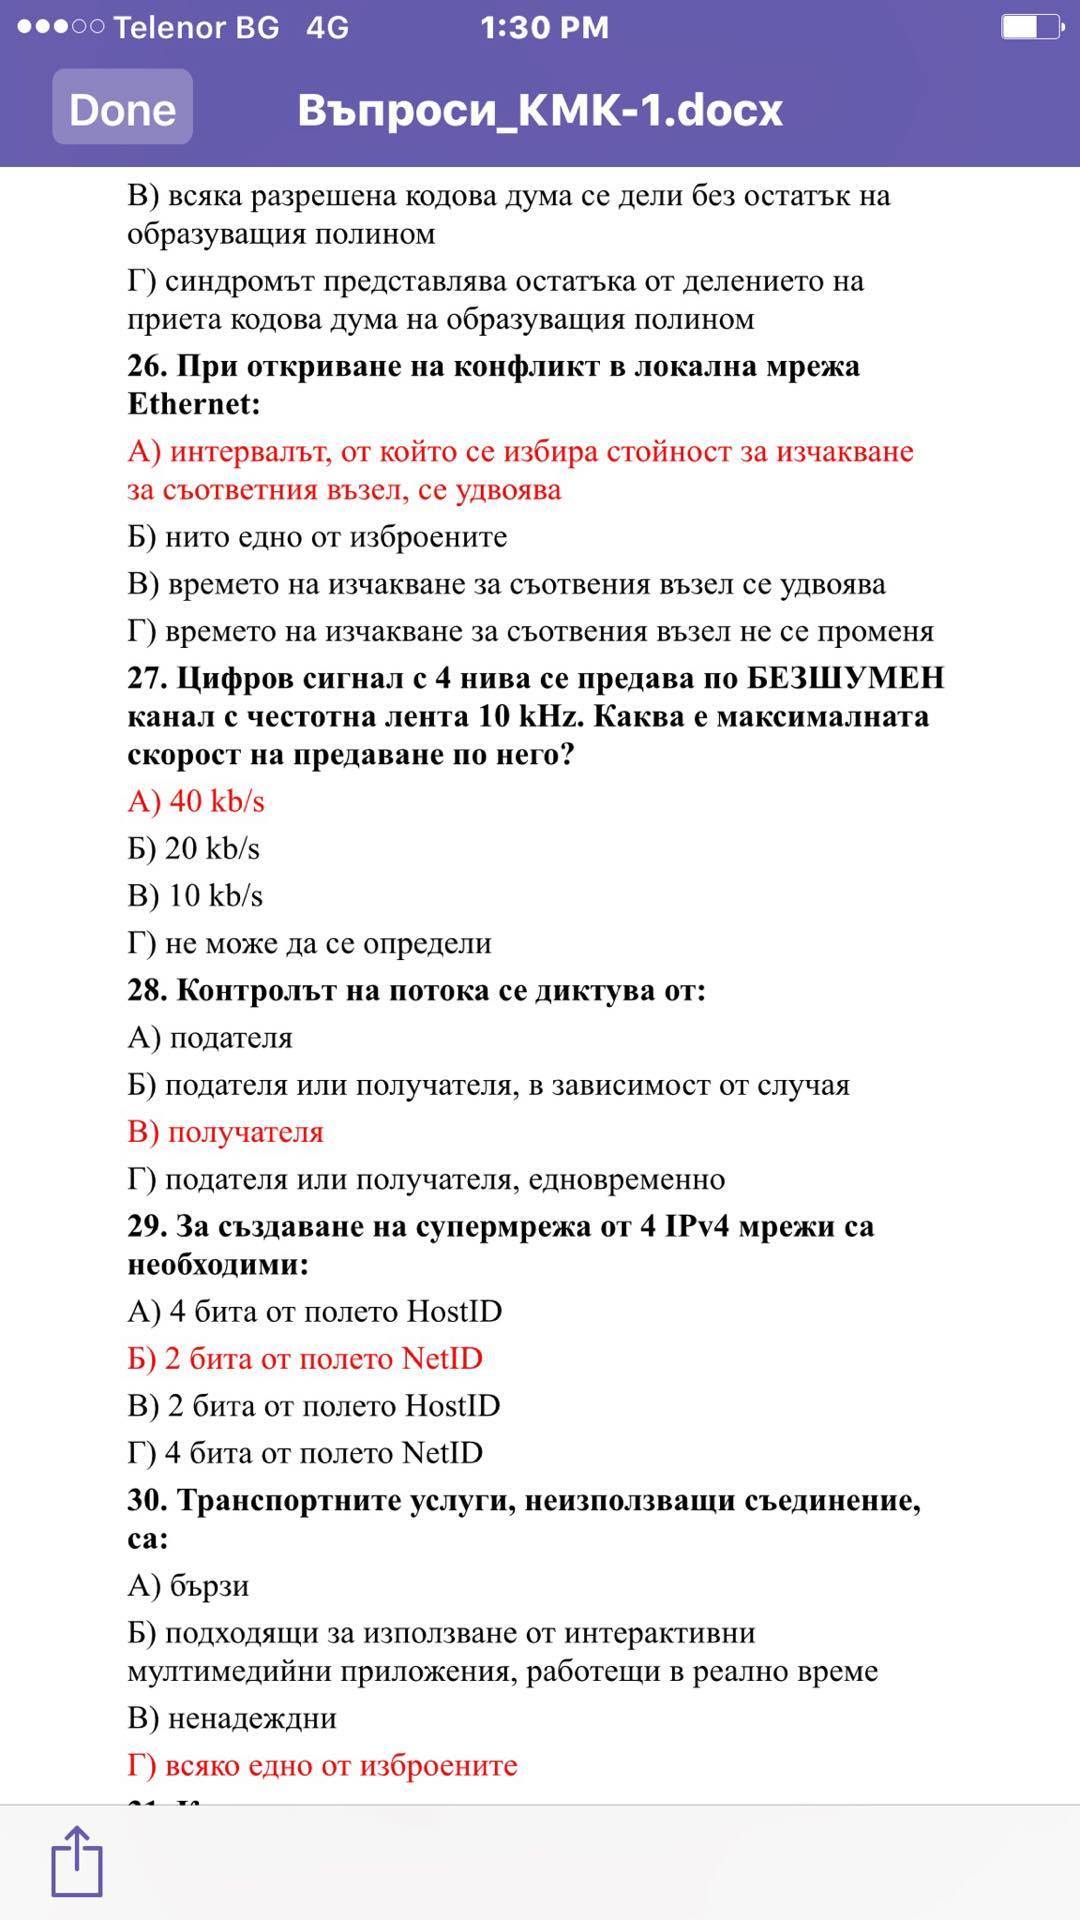 Telenor BG 4G 1:30 PM
Done Въпроси_КМК-1.docx
В) всяка разрешена кодова дума се дели без остатък на
образуващия полином
Г) синдромът представлява остатъка от делението на
приета кодова дума на образуващия полином
26. При откриване на конфликт в локална мрежа
Ethernet:
А) интервалът, от който се избира стойност за изчакване
за съответния възел, се удвоява
Б) нито едно от изброените
В) времето на изчакване за съотвения възел се удвоява
Г) времето на изчакване за съотвения възел не се променя
27. Цифров сигнал с 4 нива се предава по БЕЗШУМЕН
канал с честотна лента 10 kHz. Каква е максималната
скорост на предаване по него?
А) 40 kb/s
Б) 20 kb/s
В) 10 kb/s
Г) не може да се определи
28. Контролът на потока се диктува от:
А) подателя
Б) подателя или получателя, в зависимост от случая
В) получателя
Г) подателя или получателя, едновременно
29. За създаване на супермрежа от 4 IPv4 мрежи са
необходими:
А) 4 бита от полето HostID
Б) 2 бита от полето NetID
В) 2 бита от полето HostID
Г) 4 бита от полето NetID
30. Транспортните услуги, неизползващи съединение,
са:
А) бързи
Б) подходящи за използване от интерактивни
мултимедийни приложения, работещи в реално време
В) ненадеждни
Г) всяко едно от изброените